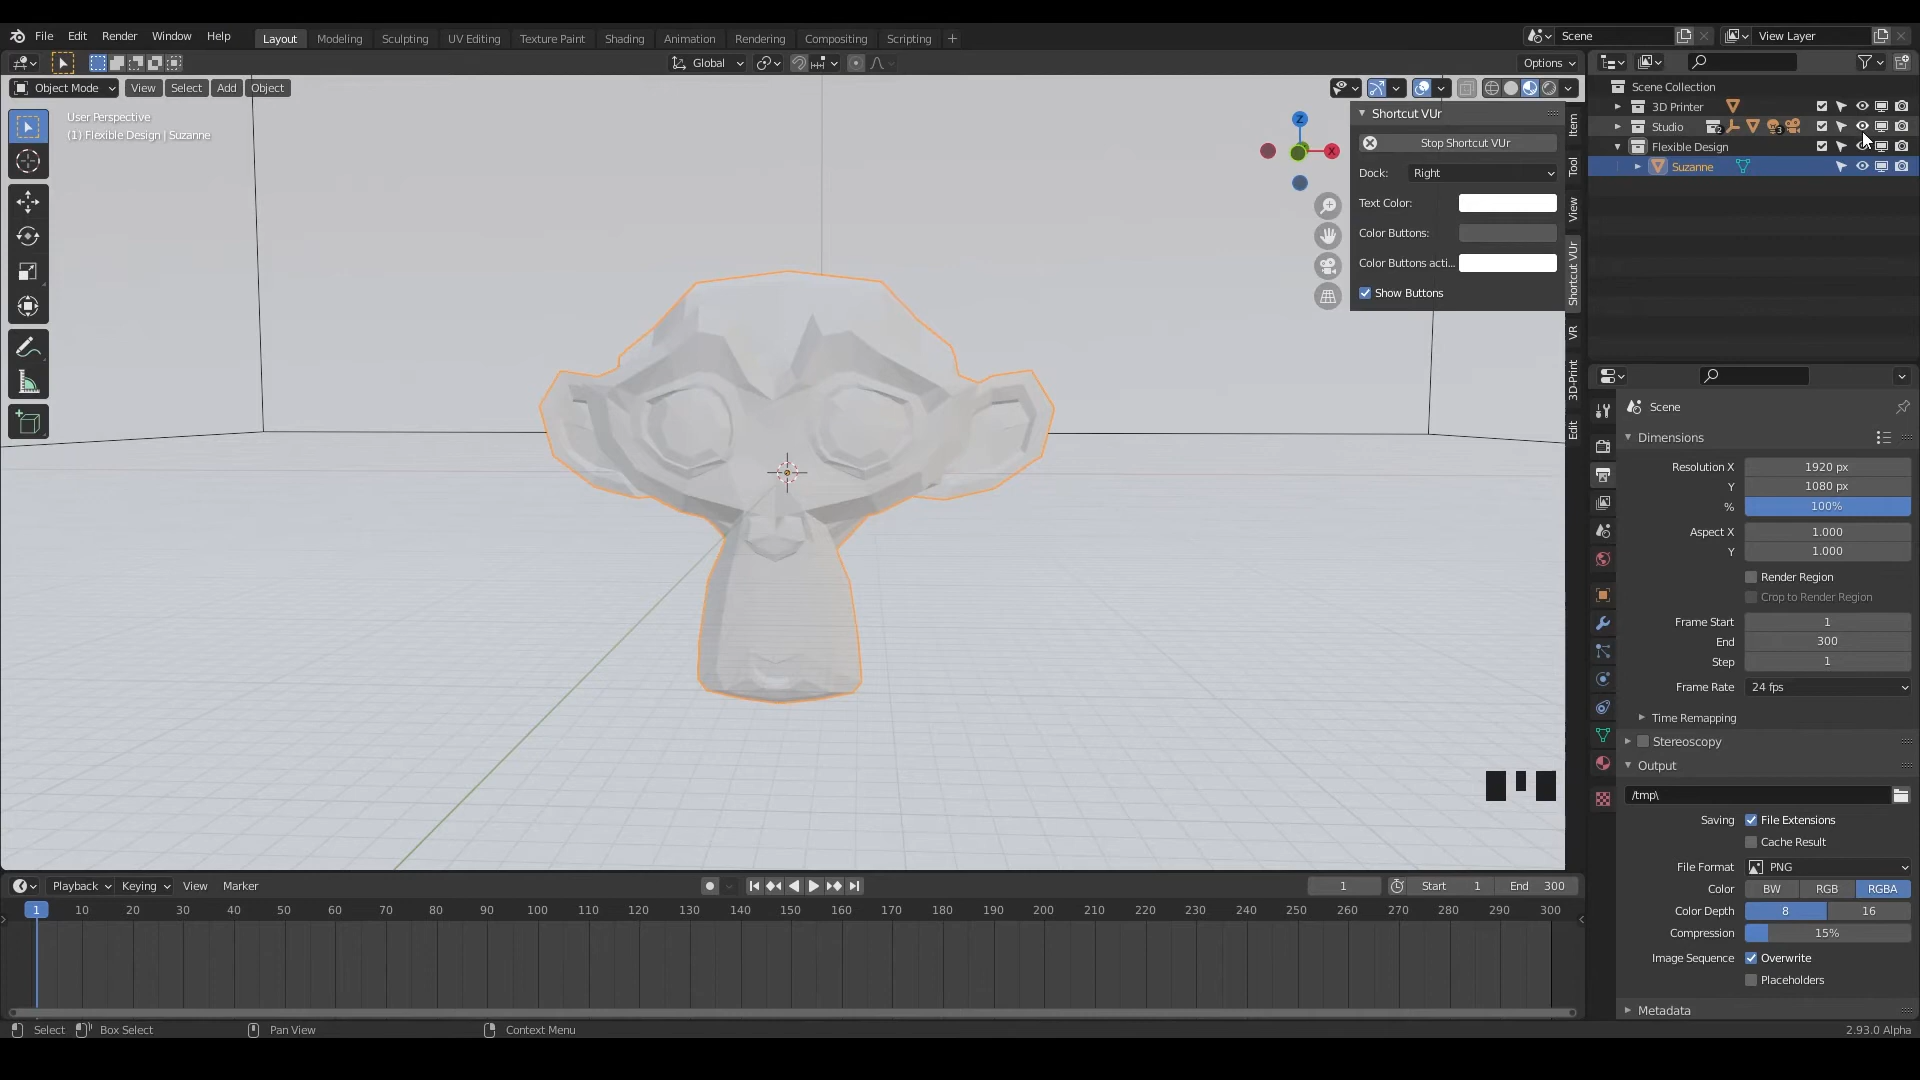 File Edit Render Window Help Layout Modeling Sculpting UV Editing Texture Paint Shading Animation Rendering Compositing Scripting + Scene View Layer
Global Options
Object Mode View Select Add Object
User Perspective
(1) Flexible Design | Suzanne
Z
X
Shortcut VUr
Stop Shortcut VUr
Dock: Right
Text Color:
Color Buttons:
Color Buttons acti...
Show Buttons
Item
Tool
View
Shortcut VUr
VR
3D-Print
Edit
Scene Collection
3D Printer
Studio 2 3
Flexible Design
Suzanne
Scene
Dimensions
Resolution X 1920 px
Y 1080 px
% 100%
Aspect X 1.000
Y 1.000
Render Region
Crop to Render Region
Frame Start 1
End 300
Step 1
Frame Rate 24 fps
Time Remapping
Stereoscopy
Output
/tmp\
Saving File Extensions
Cache Result
File Format PNG
Color BW RGB RGBA
Color Depth 8 16
Compression 15%
Image Sequence Overwrite
Placeholders
Metadata
Playback Keying View Marker 1 Start 1 End 300
1 10 20 30 40 50 60 70 80 90 100 110 120 130 140 150 160 170 180 190 200 210 220 230 240 250 260 270 280 290 300
Select Box Select Pan View Context Menu 2.93.0 Alpha